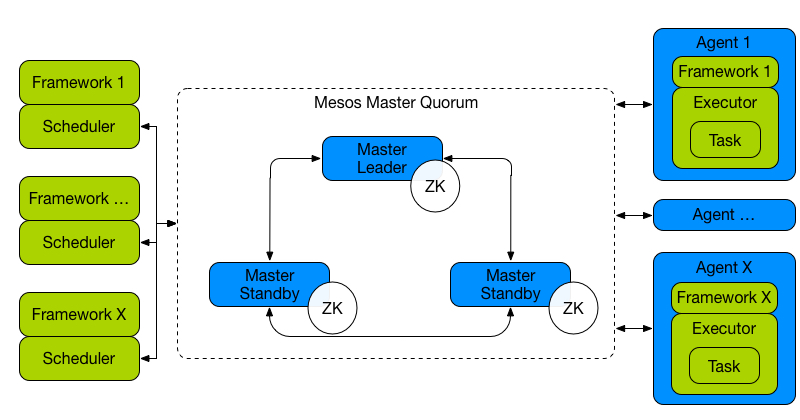 Framework 1
Scheduler
Framework ...
Scheduler
Framework X
Scheduler
Mesos Master Quorum
Master
Leader
ZK
Master
Standby
ZK
Master
Standby
ZK
Agent 1
Framework 1
Executor
Task
Agent ...
Agent X
Framework X
Executor
Task